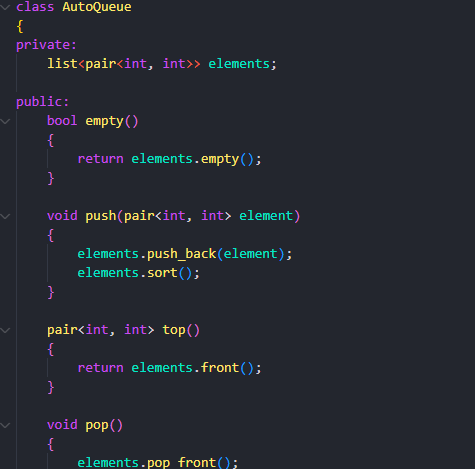 class AutoQueue
{
private:
    list<pair<int, int>> elements;
public:
    bool empty()
    {
        return elements.empty();
    }
    void push(pair<int, int> element)
    {
        elements.push_back(element);
        elements.sort();
    }
    pair<int, int> top()
    {
        return elements.front();
    }
    void pop()
    {
        elements.pop_front();